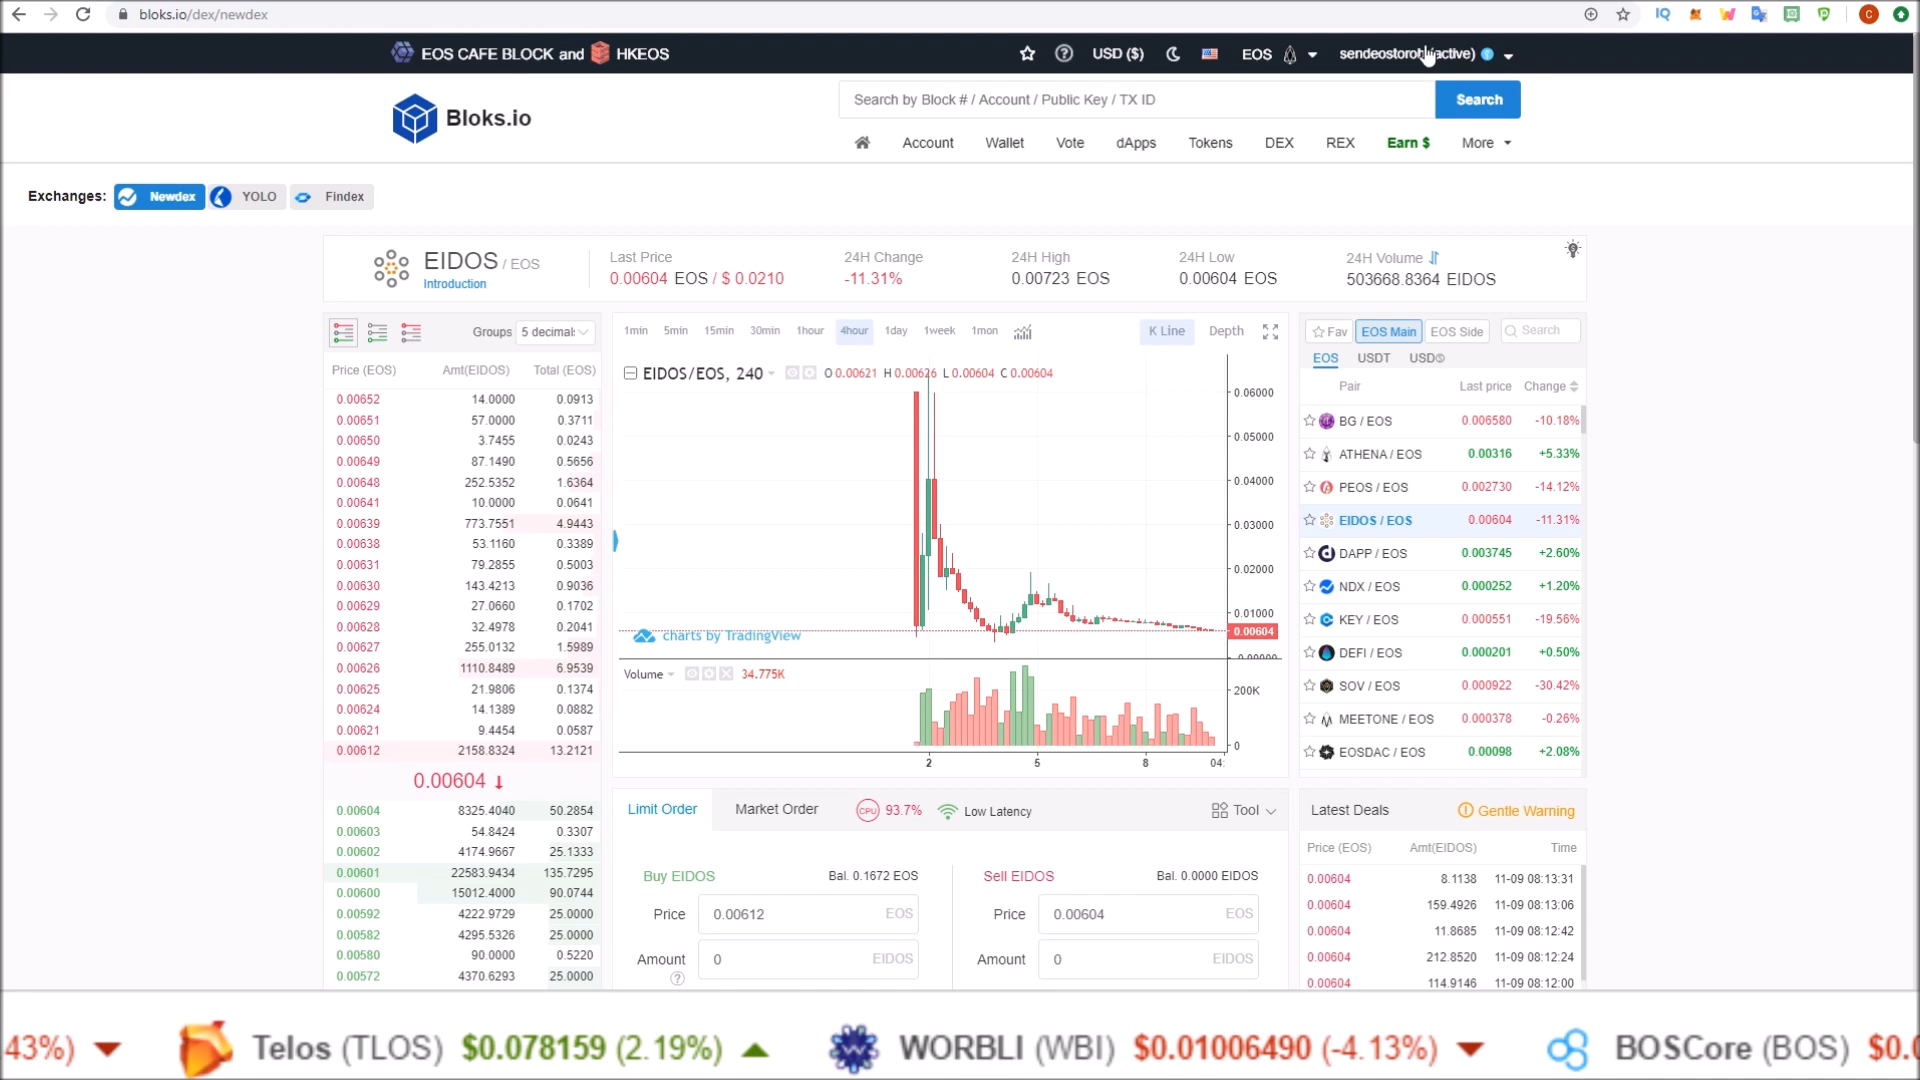 bloks.io/dex/newdex
EOS CAFE BLOCK and HKEOS
USD ($)
EOS
Bloks.io
Search by Block # / Account / Public Key / TX ID
Search
Account Wallet Vote dApps Tokens DEX REX Earn $ More
Exchanges: Newdex YOLO Findex
EIDOS / EOS
Introduction
Last Price
0.00604 EOS / $ 0.0210
24H Change
-11.31%
24H High
0.00723 EOS
24H Low
0.00604 EOS
24H Volume
503668.8364 EIDOS
Groups 5 decimals
Price (EOS) Amt(EIDOS) Total (EOS)
0.00652 14.0000 0.0913
0.00651 57.0000 0.3711
0.00650 3.7455 0.0243
0.00649 87.1490 0.5656
0.00648 252.5352 1.6364
0.00641 10.0000 0.0641
0.00639 773.7551 4.9443
0.00638 53.1160 0.3389
0.00631 79.2855 0.5003
0.00630 143.4213 0.9036
0.00629 27.0660 0.1702
0.00628 32.4978 0.2041
0.00627 255.0132 1.5989
0.00626 1110.8489 6.9539
0.00625 21.9806 0.1374
0.00624 14.1389 0.0882
0.00621 9.4454 0.0587
0.00612 2158.8324 13.2121
0.00604 ↓
0.00604 8325.4040 50.2854
0.00603 54.8424 0.3307
0.00602 4174.9667 25.1333
0.00601 22583.9434 135.7295
0.00600 15012.4000 90.0744
0.00592 4222.9729 25.0000
0.00582 4295.5326 25.0000
0.00580 90.0000 0.5220
0.00572 4370.6293 25.0000
1min 5min 15min 30min 1hour 4hour 1day 1week 1mon
K Line Depth
EIDOS/EOS, 240 O 0.00621 H 0.00626 L 0.00604 C 0.00604
0.06000
0.05000
0.04000
0.03000
0.02000
0.01000
0.00604
0.00000
charts by TradingView
Volume 34.775K
200K
0
2 5 8 04:
Limit Order Market Order CPU 93.7% Low Latency Tool
Buy EIDOS Bal. 0.1672 EOS
Price 0.00612 EOS
Amount 0 EIDOS
Sell EIDOS Bal. 0.0000 EIDOS
Price 0.00604 EOS
Amount 0 EIDOS
Fav EOS Main EOS Side Search
EOS USDT USD
Pair Last price Change
BG / EOS 0.006580 -10.18%
ATHENA / EOS 0.00316 +5.33%
PEOS / EOS 0.002730 -14.12%
EIDOS / EOS 0.00604 -11.31%
DAPP / EOS 0.003745 +2.60%
NDX / EOS 0.000252 +1.20%
KEY / EOS 0.000551 -19.56%
DEFI / EOS 0.000201 +0.50%
SOV / EOS 0.000922 -30.42%
MEETONE / EOS 0.000378 -0.26%
EOSDAC / EOS 0.00098 +2.08%
Latest Deals Gentle Warning
Price (EOS) Amt(EIDOS) Time
0.00604 8.1138 11-09 08:13:31
0.00604 159.4926 11-09 08:13:06
0.00604 11.8685 11-09 08:12:42
0.00604 212.8520 11-09 08:12:24
0.00604 114.9146 11-09 08:12:00
43%) Telos (TLOS) $0.078159 (2.19%) WORBLI (WBI) $0.01006490 (-4.13%) BOSCore (BOS) $0.0